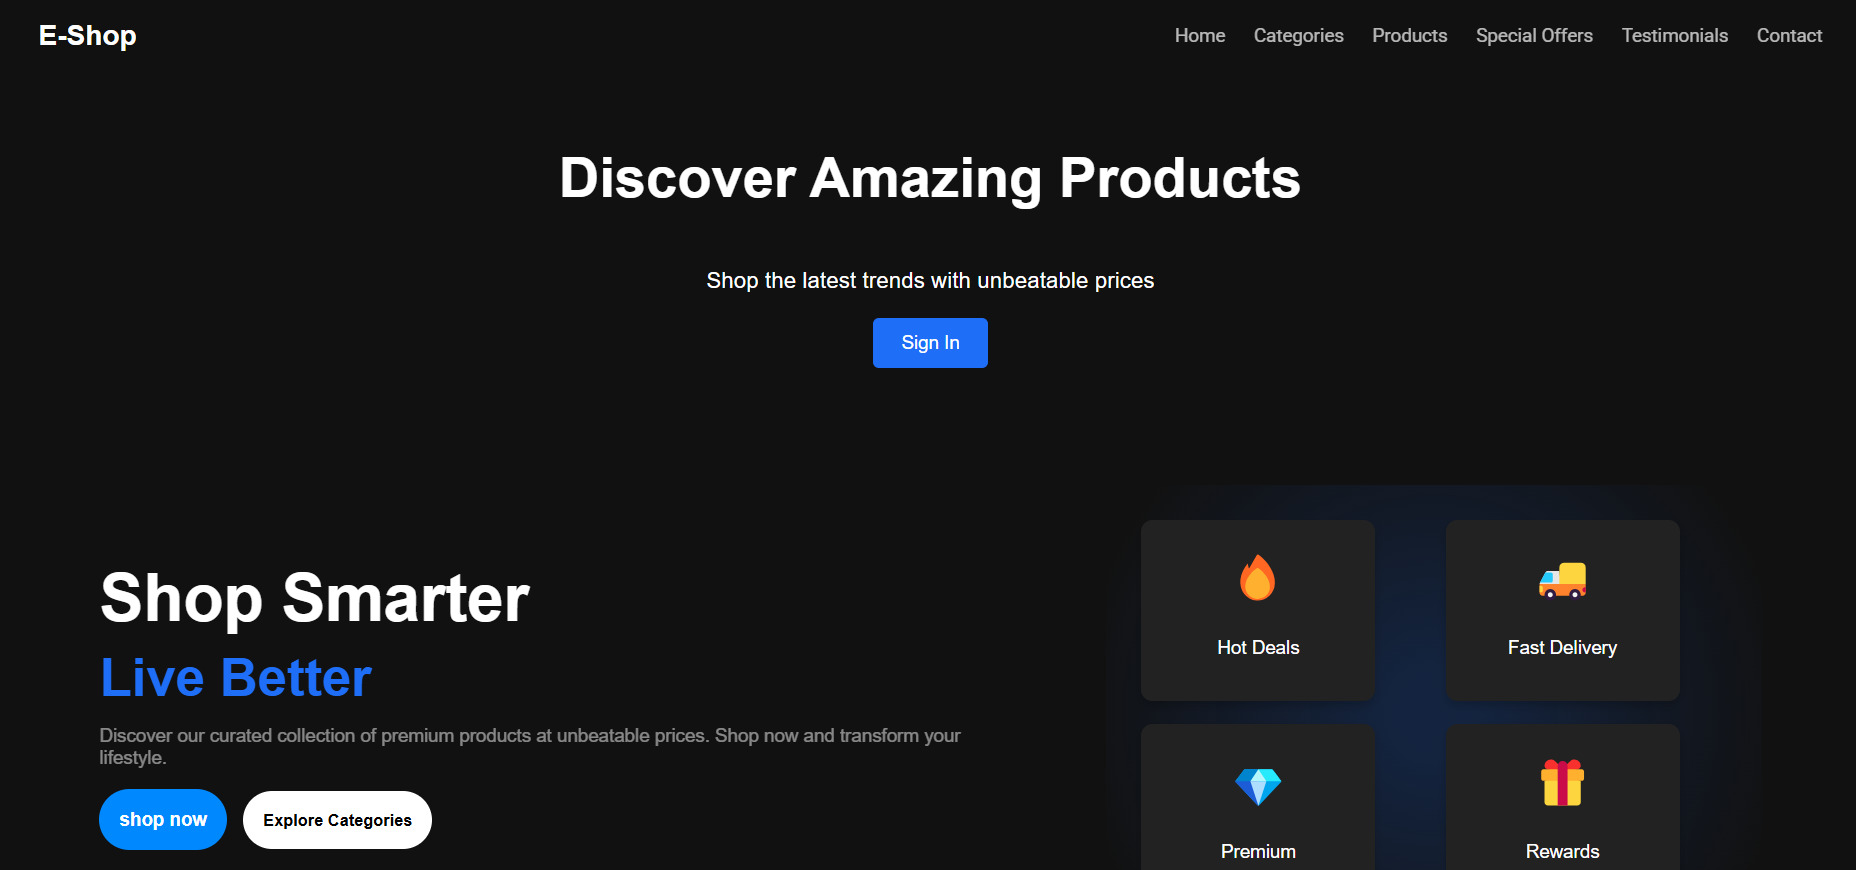 E-Shop
Home Categories Products Special Offers Testimonials Contact
Discover Amazing Products
Shop the latest trends with unbeatable prices
Sign In
Shop Smarter
Live Better
Discover our curated collection of premium products at unbeatable prices. Shop now and transform your
lifestyle.
shop now
Explore Categories
Hot Deals
Fast Delivery
Premium
Rewards